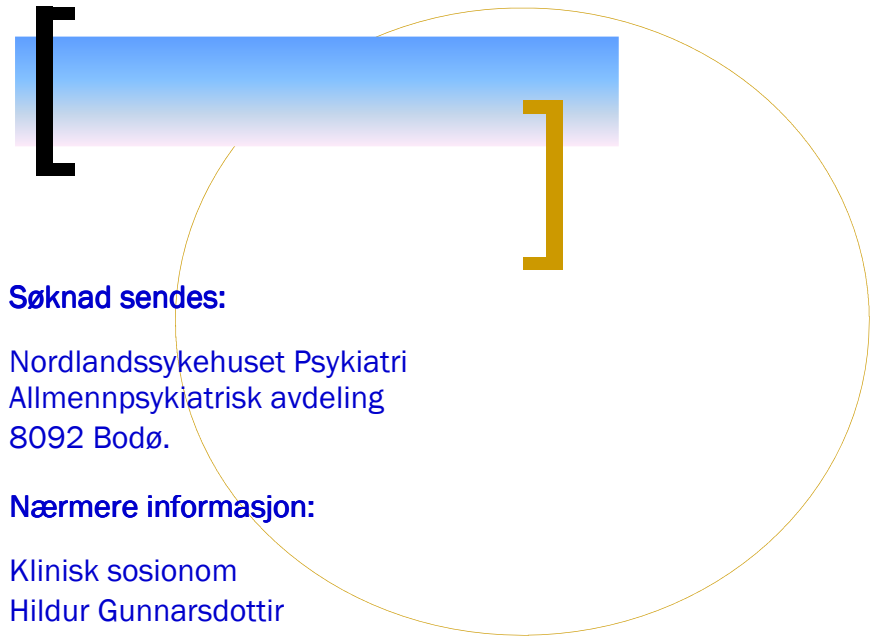 Søknad sendes:
Nordlandssykehuset Psykiatri
Allmennpsykiatrisk avdeling
8092 Bodø.
Nærmere informasjon:
Klinisk sosionom
Hildur Gunnarsdottir